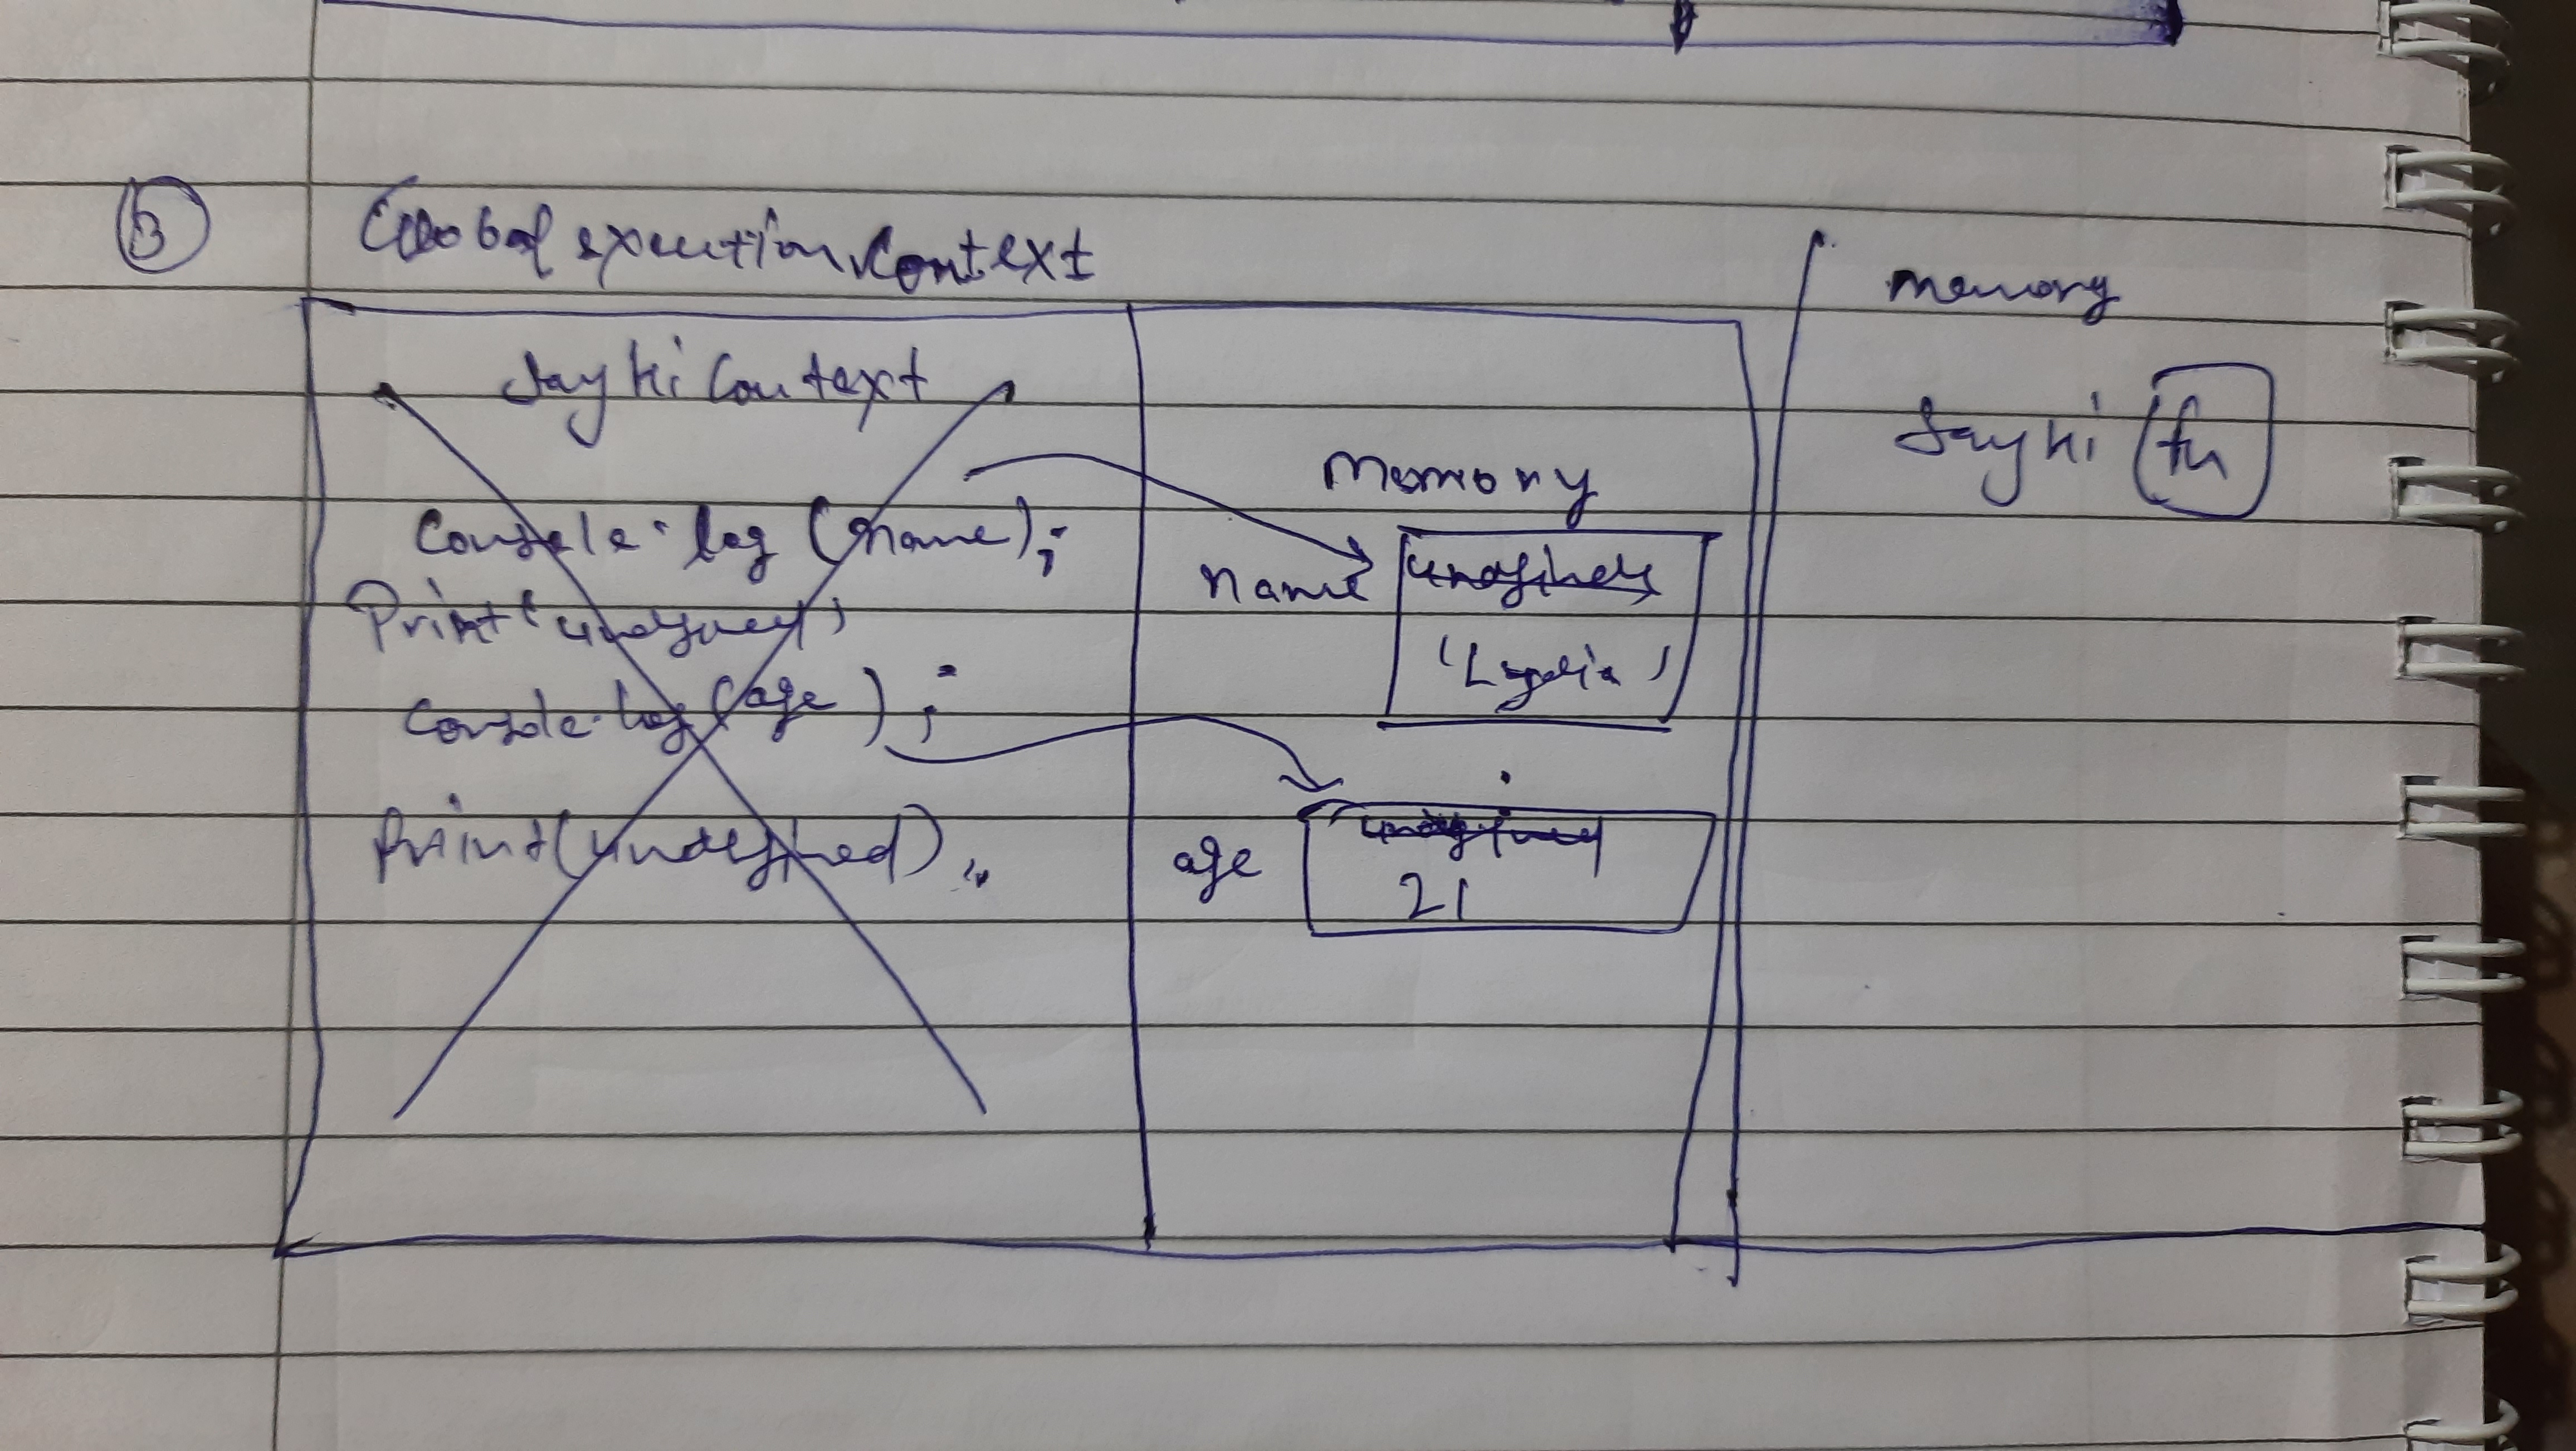 ③
Global execution Context
memory
sayhi Context
memory
sayhi fn
console.log (name);
name undefined
Print(undefined)
"Lydia"
console.log (age);
age undefined
print(undefined)
21